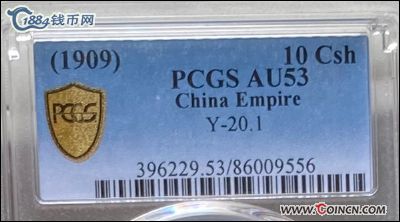 1884钱币网
(1909)
10 Csh
PCGS AU53
China Empire
PCGS
Y-20.1
396229.53/86009556
www.COINCN.com